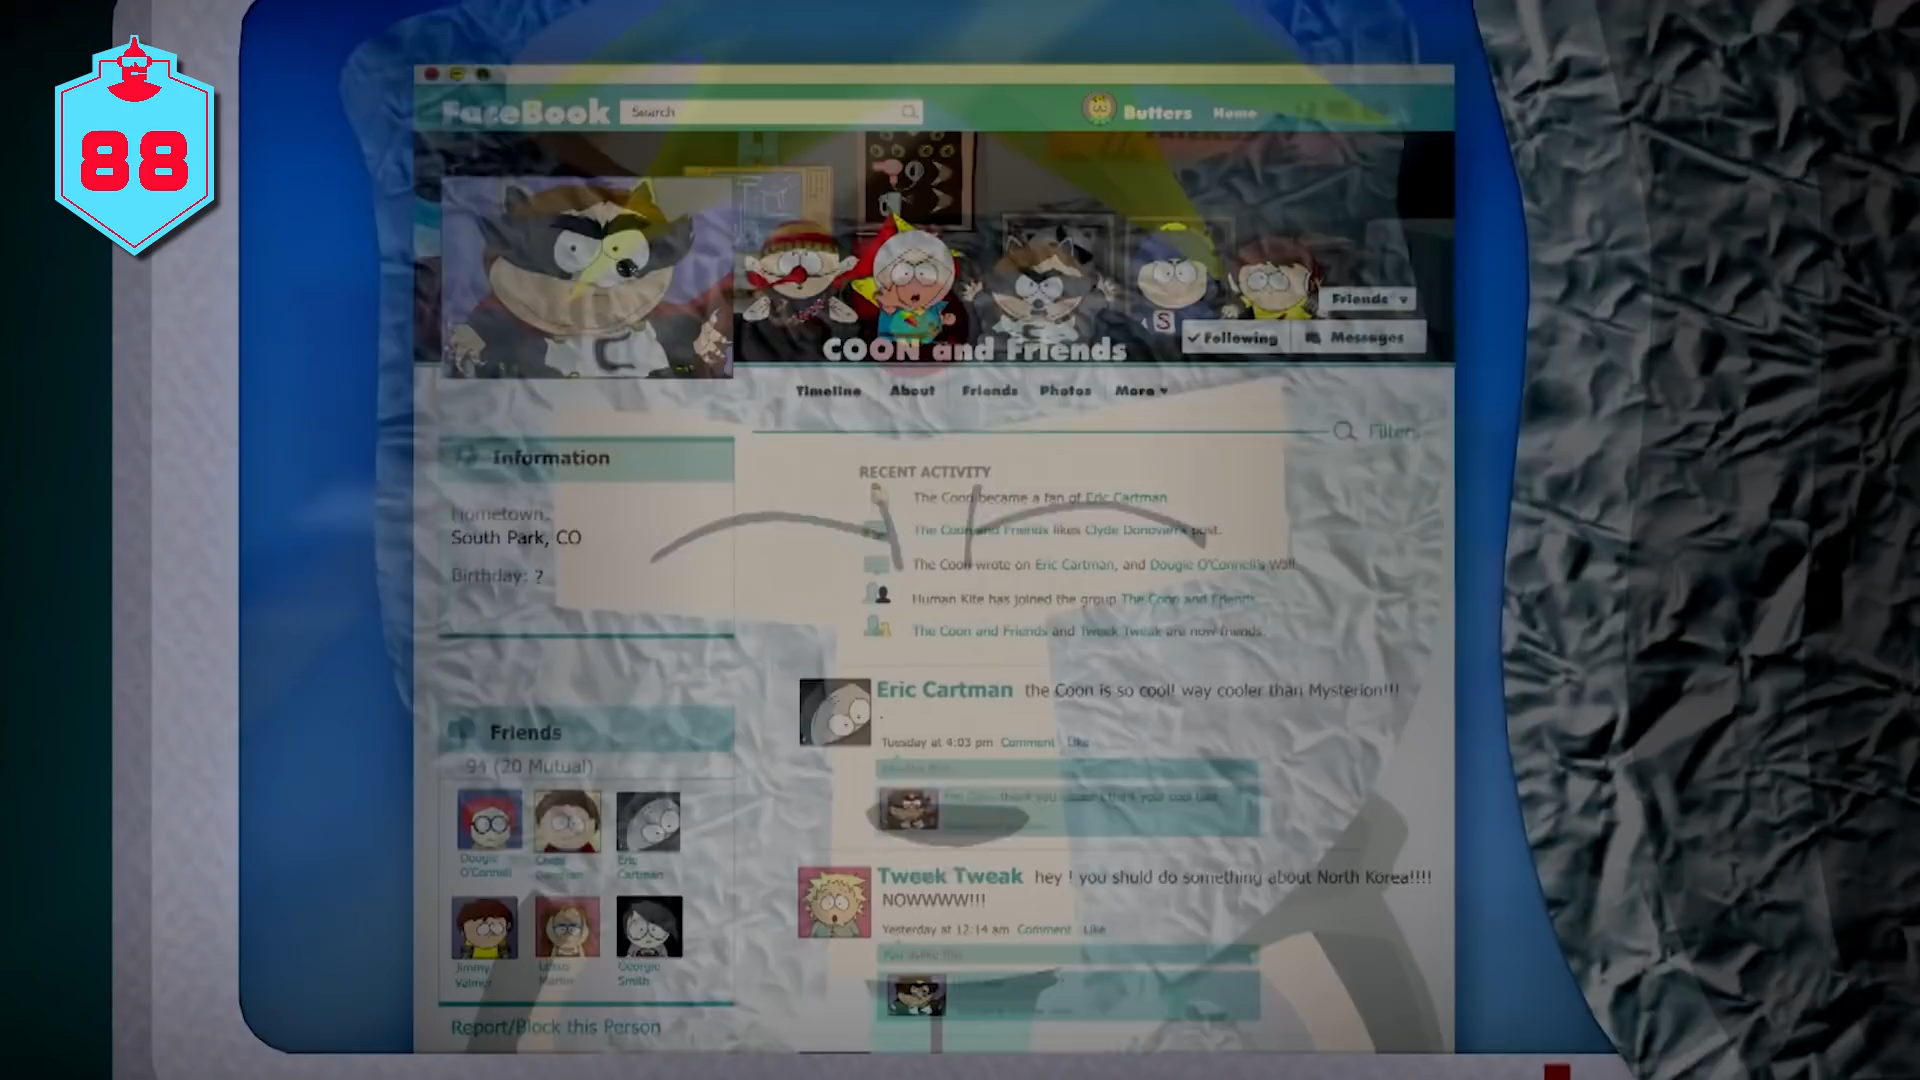 88
FaceBook
Search
Butters Home
COON and Friends
Friends
Following
Messages
Timeline About Friends Photos More
Filters
Information
Hometown,
South Park, CO
Birthday: ?
RECENT ACTIVITY
The Coon became a fan of Eric Cartman
The Coon and Friends likes Clyde Donovan's post.
The Coon wrote on Eric Cartman, and Dougie O'Connell's Wall
Human Kite has joined the group The Coon and Friends
The Coon and Friends and Tweek Tweak are now friends.
Friends
94 (20 Mutual)
Dougie
O'Connell
Eric
Cartman
Jimmy
Valmer
Martin
Georgie
Smith
Report/Block this Person
Eric Cartman the Coon is so cool! way cooler than Mysterion!!!
Tuesday at 4:03 pm Comment Like
Tweek Tweak hey ! you shuld do something about North Korea!!!!
NOWWWW!!!
Yesterday at 12:14 am Comment Like